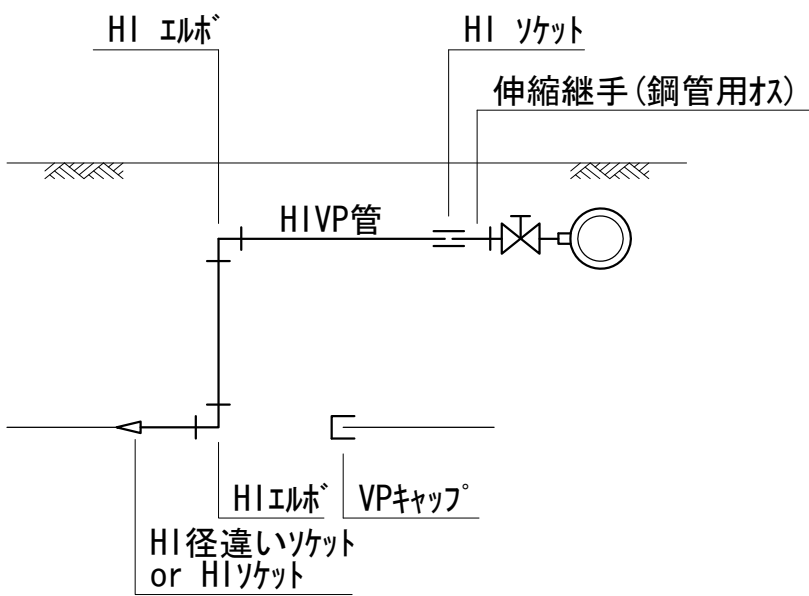 HI ｴﾙﾎﾞ
HI ｿｹｯﾄ
伸縮継手(鋼管用ｵｽ)
HIVP管
HIｴﾙﾎﾞ
VPｷｬｯﾌﾟ
HI径違いｿｹｯﾄ
or HIｿｹｯﾄ